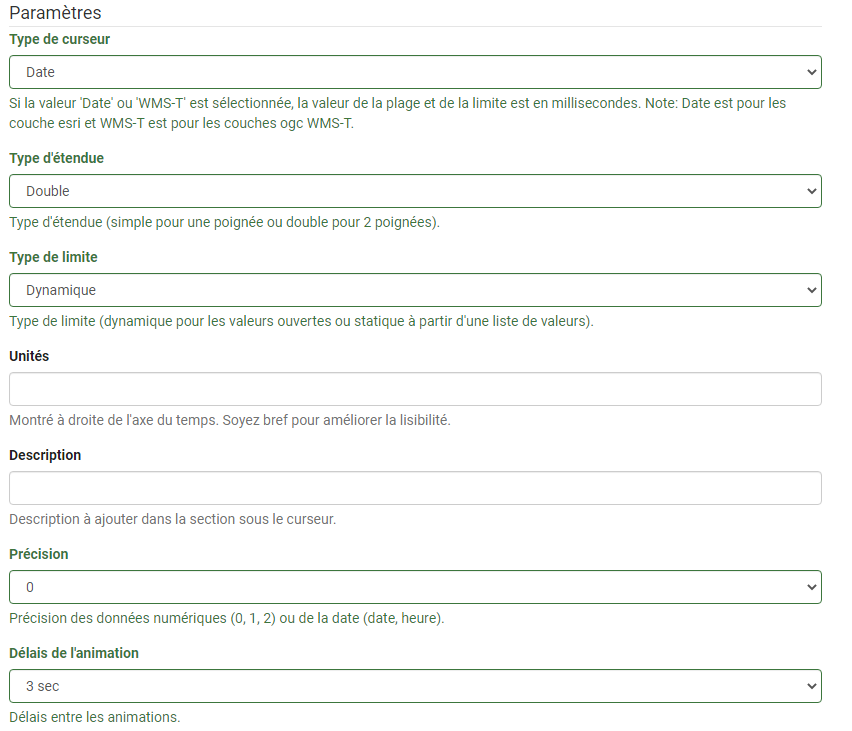 Paramètres
Type de curseur
Date
Si la valeur 'Date' ou 'WMS-T' est sélectionnée, la valeur de la plage et de la limite est en millisecondes. Note: Date est pour les
couche esri et WMS-T est pour les couches ogc WMS-T.
Type d'étendue
Double
Type d'étendue (simple pour une poignée ou double pour 2 poignées).
Type de limite
Dynamique
Type de limite (dynamique pour les valeurs ouvertes ou statique à partir d'une liste de valeurs).
Unités
Montré à droite de l'axe du temps. Soyez bref pour améliorer la lisibilité.
Description
Description à ajouter dans la section sous le curseur.
Précision
0
Précision des données numériques (0, 1, 2) ou de la date (date, heure).
Délais de l'animation
3 sec
Délais entre les animations.